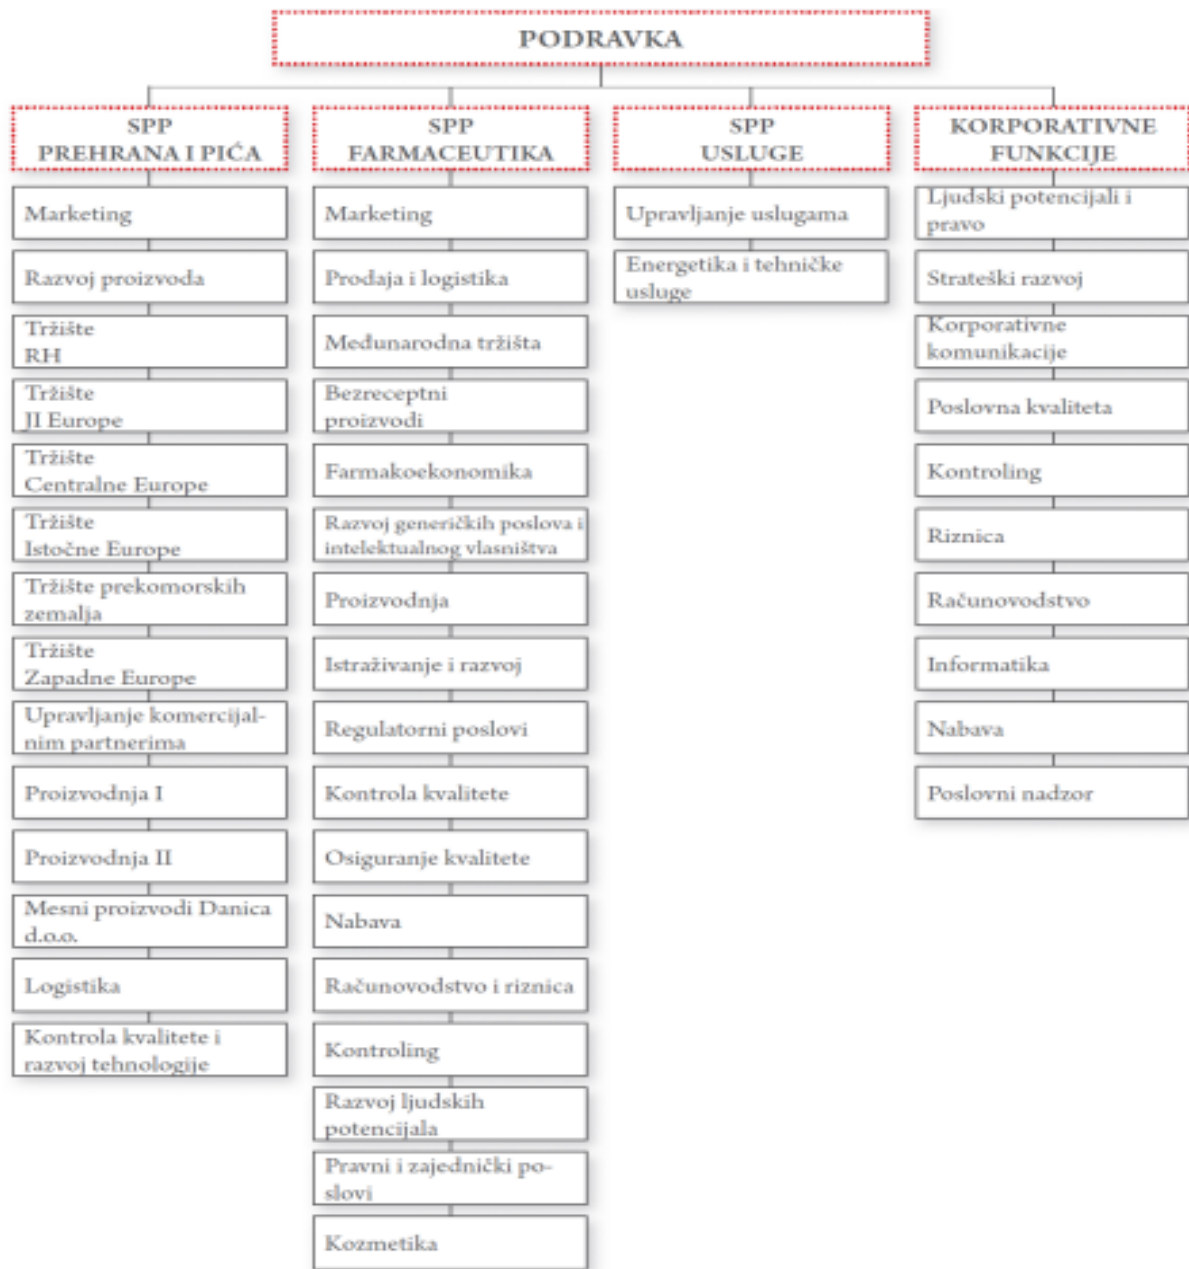 PODRAVKA
SPP
PREHRANA I PIĆA
Marketing
Razvoj proizvoda
Tržište
RH
Tržište
JI Europe
Tržište
Centralne Europe
Tržište
Istočne Europe
Tržište prekomorskih
zemalja
Tržište
Zapadne Europe
Upravljanje komercijal-
nim partnerima
Proizvodnja I
Proizvodnja II
Mesni proizvodi Danica
d.o.o.
Logistika
Kontrola kvalitete i
razvoj tehnologije
SPP
FARMACEUTIKA
Marketing
Prodaja i logistika
Međunarodna tržišta
Bezreceptni
proizvodi
Farmakoekonomika
Razvoj generičkih poslova i
intelektualnog vlasništva
Proizvodnja
Istraživanje i razvoj
Regulatorni poslovi
Kontrola kvalitete
Osiguranje kvalitete
Nabava
Računovodstvo i riznica
Kontroling
Razvoj ljudskih
potencijala
Pravni i zajednički po-
slovi
Kozmetika
SPP
USLUGE
Upravljanje uslugama
Energetika i tehničke
usluge
KORPORATIVNE
FUNKCIJE
Ljudski potencijali i
pravo
Strateški razvoj
Korporativne
komunikacije
Poslovna kvaliteta
Kontroling
Riznica
Računovodstvo
Informatika
Nabava
Poslovni nadzor